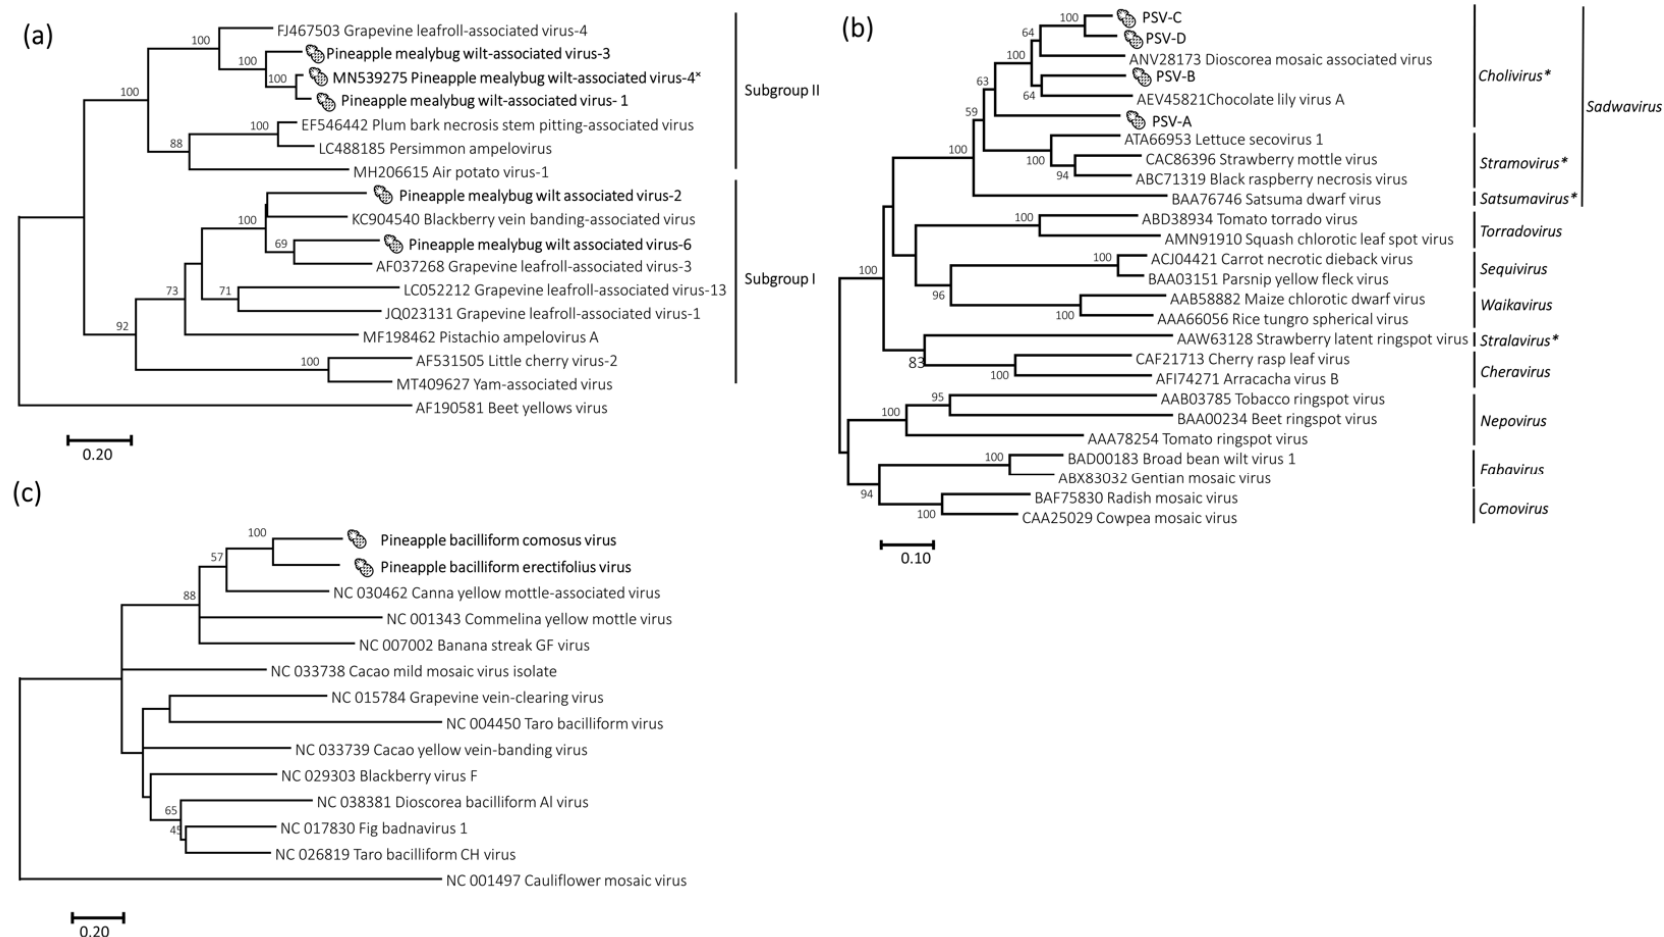 (a)
100
FJ467503 Grapevine leafroll-associated virus-4
100
Pineapple mealybug wilt-associated virus-3
100
MN539275 Pineapple mealybug wilt-associated virus-4*
Pineapple mealybug wilt-associated virus- 1
100
100
EF546442 Plum bark necrosis stem pitting-associated virus
88
LC488185 Persimmon ampelovirus
MH206615 Air potato virus-1
Subgroup II
Pineapple mealybug wilt associated virus-2
100
KC904540 Blackberry vein banding-associated virus
69
Pineapple mealybug wilt associated virus-6
AF037268 Grapevine leafroll-associated virus-3
73
71
LC052212 Grapevine leafroll-associated virus-13
JQ023131 Grapevine leafroll-associated virus-1
92
MF198462 Pistachio ampelovirus A
100
AF531505 Little cherry virus-2
MT409627 Yam-associated virus
Subgroup I
AF190581 Beet yellows virus
0.20
(b)
100
PSV-C
64
PSV-D
100
ANV28173 Dioscorea mosaic associated virus
63
PSV-B
64
AEV45821Chocolate lily virus A
59
PSV-A
Cholivirus*
Sadwavirus
100
ATA66953 Lettuce secovirus 1
100
CAC86396 Strawberry mottle virus
94
ABC71319 Black raspberry necrosis virus
Stramovirus*
BAA76746 Satsuma dwarf virus
Satsumavirus*
100
ABD38934 Tomato torrado virus
AMN91910 Squash chlorotic leaf spot virus
Torradovirus
100
100
ACJ04421 Carrot necrotic dieback virus
BAA03151 Parsnip yellow fleck virus
Sequivirus
96
AAB58882 Maize chlorotic dwarf virus
100
AAA66056 Rice tungro spherical virus
Waikavirus
AAW63128 Strawberry latent ringspot virus
Stralavirus*
83
CAF21713 Cherry rasp leaf virus
100
AFI74271 Arracacha virus B
Cheravirus
95
AAB03785 Tobacco ringspot virus
100
BAA00234 Beet ringspot virus
AAA78254 Tomato ringspot virus
Nepovirus
100
BAD00183 Broad bean wilt virus 1
ABX83032 Gentian mosaic virus
Fabavirus
94
BAF75830 Radish mosaic virus
100
CAA25029 Cowpea mosaic virus
Comovirus
0.10
(c)
100
Pineapple bacilliform comosus virus
57
Pineapple bacilliform erectifolius virus
88
NC 030462 Canna yellow mottle-associated virus
NC 001343 Commelina yellow mottle virus
NC 007002 Banana streak GF virus
NC 033738 Cacao mild mosaic virus isolate
NC 015784 Grapevine vein-clearing virus
NC 004450 Taro bacilliform virus
NC 033739 Cacao yellow vein-banding virus
NC 029303 Blackberry virus F
65
NC 038381 Dioscorea bacilliform Al virus
45
NC 017830 Fig badnavirus 1
NC 026819 Taro bacilliform CH virus
NC 001497 Cauliflower mosaic virus
0.20